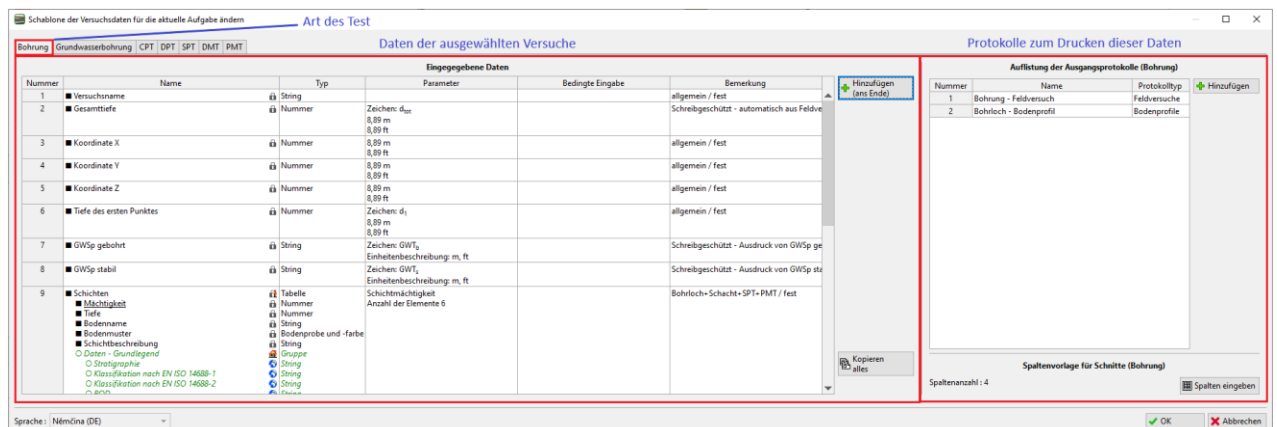 Schablone der Versuchsdaten für die aktuelle Aufgabe ändern
Art des Test
Bohrung Grundwasserbohrung CPT DPT SPT DMT PMT
Daten der ausgewählten Versuche
Protokolle zum Drucken dieser Daten
Eingegegebene Daten
Nummer Name Typ Parameter Bedingte Eingabe Bemerkung
1 Versuchsname String allgemein / fest
2 Gesamttiefe Nummer Zeichen: dtot Schreibgeschützt - automatisch aus Feldve
8,89 m
8,89 ft
3 Koordinate X Nummer 8,89 m allgemein / fest
8,89 ft
4 Koordinate Y Nummer 8,89 m allgemein / fest
8,89 ft
5 Koordinate Z Nummer 8,89 m allgemein / fest
8,89 ft
6 Tiefe des ersten Punktes Nummer Zeichen: d1 allgemein / fest
8,89 m
8,89 ft
7 GWSp gebohrt String Zeichen: GWTb Schreibgeschützt - Ausdruck von GWSp ge
Einheitenbeschreibung: m, ft
8 GWSp stabil String Zeichen: GWTs Schreibgeschützt - Ausdruck von GWSp sta
Einheitenbeschreibung: m, ft
9 Schichten Tabelle Schichtmächtigkeit Bohrloch+Schacht+SPT+PMT / fest
Mächtigkeit Nummer Anzahl der Elemente 6
Tiefe Nummer
Bodenname String
Bodenmuster Bodenprobe und -farbe
Schichtbeschreibung String
Daten - Grundlegend Gruppe
Stratigraphie String
Klassifikation nach EN ISO 14688-1 String
Klassifikation nach EN ISO 14688-2 String
Hinzufügen
(ans Ende)
Kopieren
alles
Auflistung der Ausgangsprotokolle (Bohrung)
Nummer Name Protokolltyp
1 Bohrung - Feldversuch Feldversuche
2 Bohrloch - Bodenprofil Bodenprofile
Hinzufügen
Spaltenvorlage für Schnitte (Bohrung)
Spaltenanzahl : 4
Spalten eingeben
Sprache : Němčina (DE)
OK Abbrechen